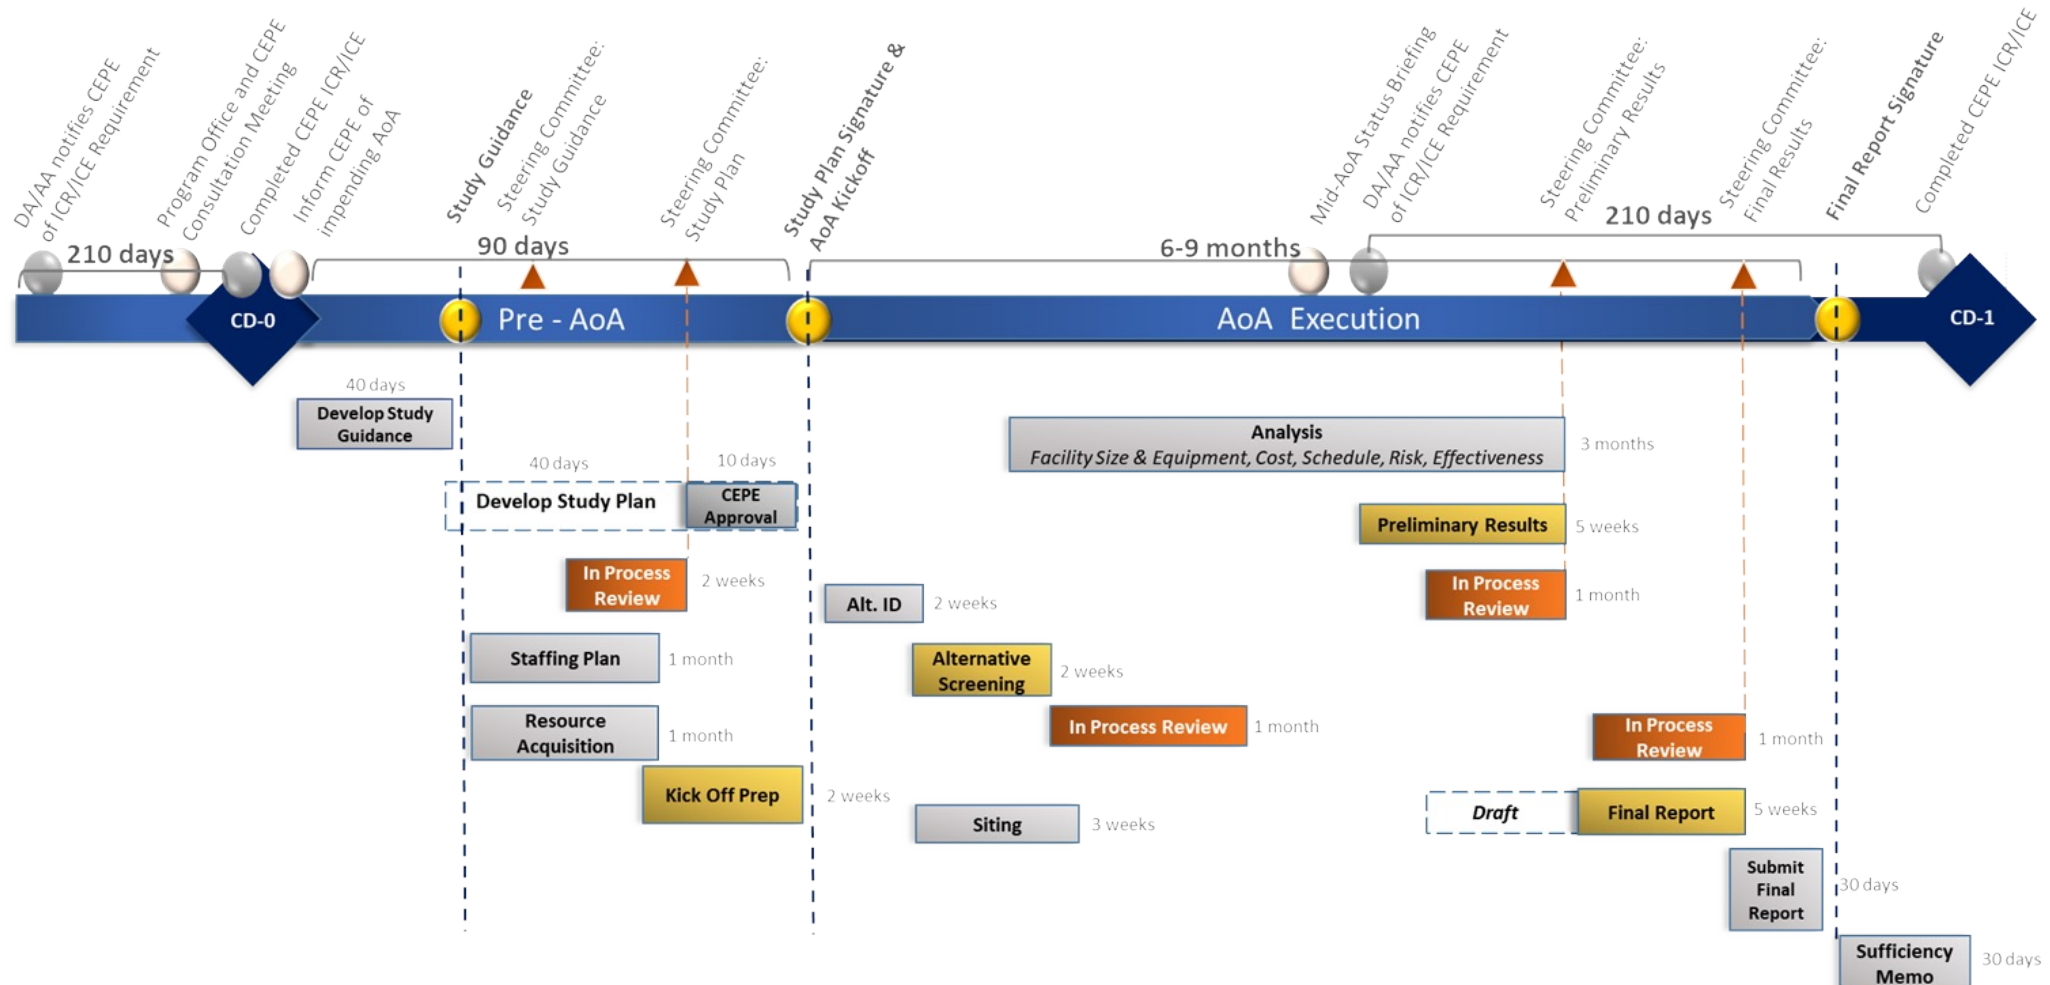 DA/AA notifies CEPE
of ICR/ICE Requirement
Program Office and CEPE
Consultation Meeting
Completed CEPE ICR/ICE
Inform CEPE of
impending AoA
Study Guidance
Steering Committee:
Study Guidance
Steering Committee:
Study Plan
Study Plan Signature &
AoA Kickoff
Mid-AoA Status Briefing
DA/AA notifies CEPE
of ICR/ICE Requirement
Steering Committee:
Preliminary Results
Steering Committee:
Final Results
Final Report Signature
Completed CEPE ICR/ICE
210 days
90 days
6-9 months
210 days
CD-0
Pre - AoA
AoA Execution
CD-1
40 days
Develop Study
Guidance
Analysis
Facility Size & Equipment, Cost, Schedule, Risk, Effectiveness
3 months
40 days
10 days
Develop Study Plan
CEPE
Approval
Preliminary Results
5 weeks
In Process
Review
2 weeks
Alt. ID
2 weeks
In Process
Review
1 month
Staffing Plan
1 month
Alternative
Screening
2 weeks
Resource
Acquisition
1 month
In Process Review
1 month
In Process
Review
1 month
Kick Off Prep
2 weeks
Siting
3 weeks
Draft
Final Report
5 weeks
Submit
Final
Report
30 days
Sufficiency
Memo
30 days